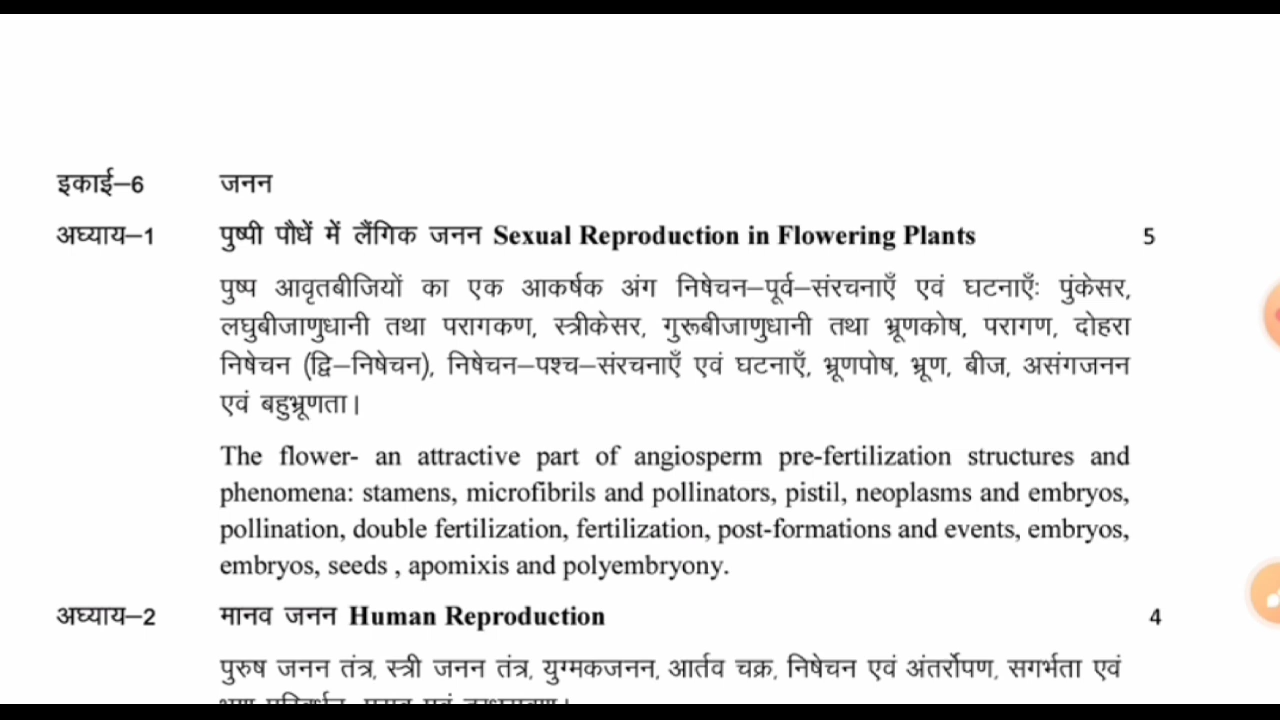 इकाई–6 जनन
अध्याय–1 पुष्पी पौधें में लैंगिक जनन Sexual Reproduction in Flowering Plants 5
पुष्प आवृतबीजियों का एक आकर्षक अंग निषेचन–पूर्व–संरचनाएँ एवं घटनाएँः पुंकेसर,
लघुबीजाणुधानी तथा परागकण, स्त्रीकेसर, गुरूबीजाणुधानी तथा भ्रूणकोष, परागण, दोहरा
निषेचन (द्वि–निषेचन), निषेचन–पश्च–संरचनाएँ एवं घटनाएँ, भ्रूणपोष, भ्रूण, बीज, असंगजनन
एवं बहुभ्रूणता।
The flower- an attractive part of angiosperm pre-fertilization structures and
phenomena: stamens, microfibrils and pollinators, pistil, neoplasms and embryos,
pollination, double fertilization, fertilization, post-formations and events, embryos,
embryos, seeds , apomixis and polyembryony.
अध्याय–2 मानव जनन Human Reproduction 4
पुरुष जनन तंत्र, स्त्री जनन तंत्र, युग्मकजनन, आर्तव चक्र, निषेचन एवं अंतर्रोपण, सगर्भता एवं